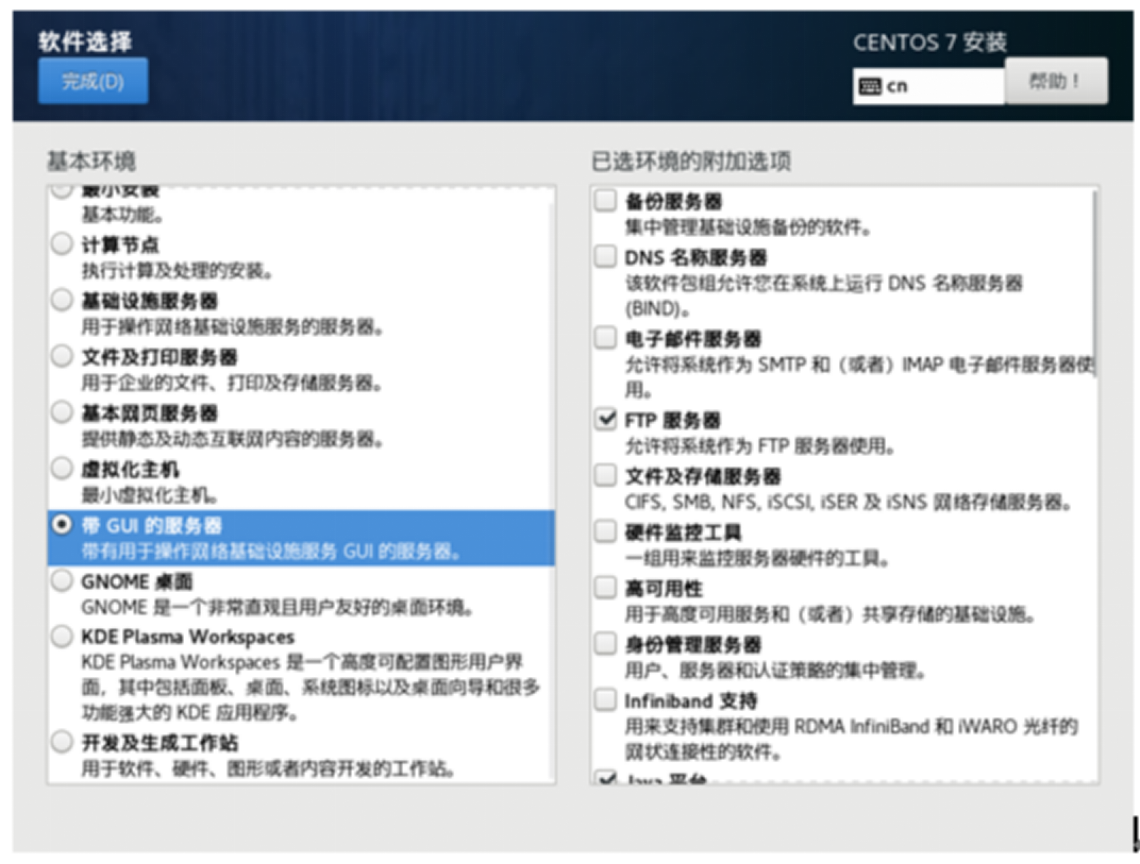 软件选择
完成(D)
CENTOS 7 安装
cn
帮助！
基本环境
最小安装
基本功能。
计算节点
执行计算及处理的安装。
基础设施服务器
用于操作网络基础设施服务的服务器。
文件及打印服务器
用于企业的文件、打印及存储服务器。
基本网页服务器
提供静态及动态互联网内容的服务器。
虚拟化主机
最小虚拟化主机。
带 GUI 的服务器
带有用于操作网络基础设施服务 GUI 的服务器。
GNOME 桌面
GNOME 是一个非常直观且用户友好的桌面环境。
KDE Plasma Workspaces
KDE Plasma Workspaces 是一个高度可配置图形用户界
面，其中包括面板、桌面、系统图标以及桌面向导和很多
功能强大的 KDE 应用程序。
开发及生成工作站
用于软件、硬件、图形或者内容开发的工作站。
已选环境的附加选项
备份服务器
集中管理基础设施备份的软件。
DNS 名称服务器
该软件包组允许您在系统上运行 DNS 名称服务器
(BIND)。
电子邮件服务器
允许将系统作为 SMTP 和（或者）IMAP 电子邮件服务器使
用。
FTP 服务器
允许将系统作为 FTP 服务器使用。
文件及存储服务器
CIFS, SMB, NFS, iSCSI, iSER 及 iSNS 网络存储服务器。
硬件监控工具
一组用来监控服务器硬件的工具。
高可用性
用于高度可用服务和（或者）共享存储的基础设施。
身份管理服务器
用户、服务器和认证策略的集中管理。
Infiniband 支持
用来支持集群和使用 RDMA InfiniBand 和 iWARO 光纤的
网状连接性的软件。
Java 平台